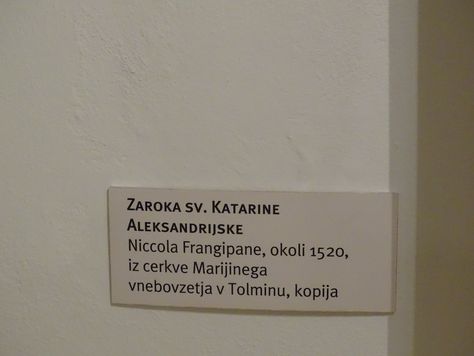 ZAROKA SV. KATARINE
ALEKSANDRIJSKE
Niccola Frangipane, okoli 1520,
iz cerkve Marijinega
vnebovzetja v Tolminu, kopija